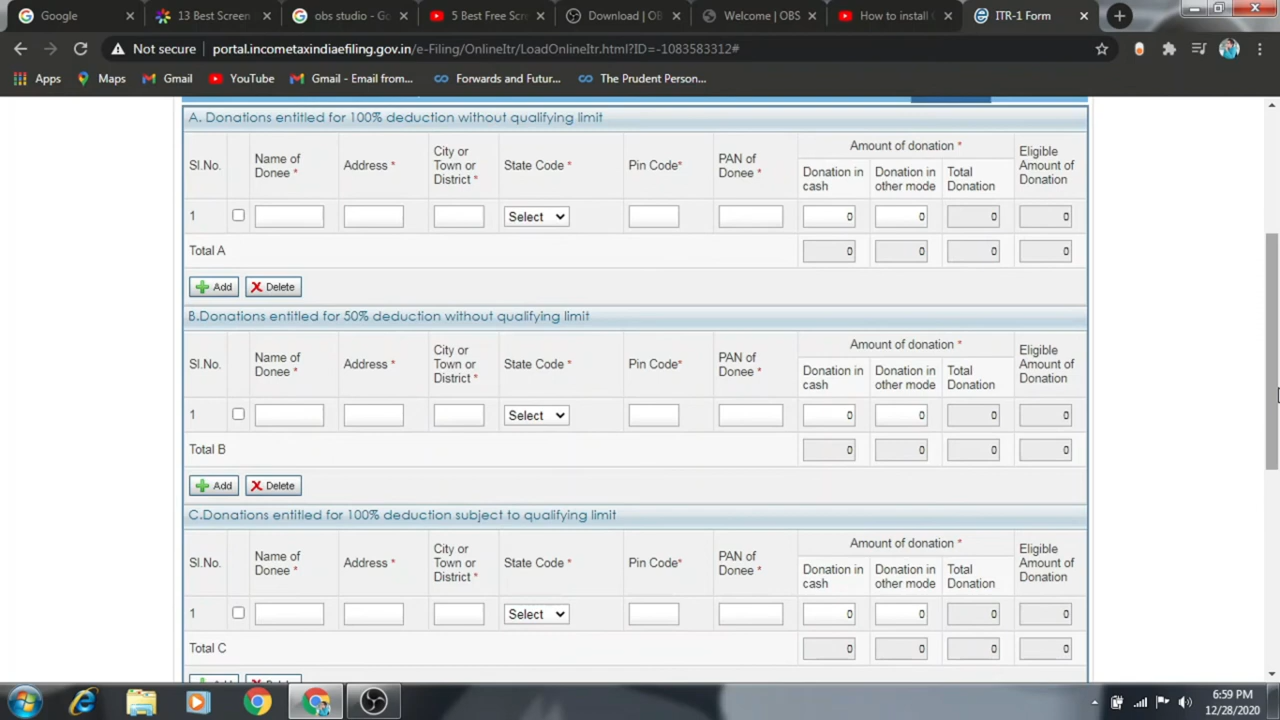 Google
13 Best Screen
obs studio - Go
5 Best Free Scre
Download | OB
Welcome | OBS
How to install O
ITR-1 Form
Not secure
portal.incometaxindiaefiling.gov.in/e-Filing/OnlineItr/LoadOnlineItr.html?ID=-1083583312#
Apps
Maps
Gmail
YouTube
Gmail - Email from...
Forwards and Futur...
The Prudent Person...
A. Donations entitled for 100% deduction without qualifying limit
Sl.No.
Name of
Donee *
Address *
City or
Town or
District *
State Code *
Pin Code*
PAN of
Donee *
Amount of donation *
Donation in
cash
Donation in
other mode
Total
Donation
Eligible
Amount of
Donation
1
Select
0
0
0
0
Total A
0
0
0
0
Add
Delete
B.Donations entitled for 50% deduction without qualifying limit
Sl.No.
Name of
Donee *
Address *
City or
Town or
District *
State Code *
Pin Code*
PAN of
Donee *
Amount of donation *
Donation in
cash
Donation in
other mode
Total
Donation
Eligible
Amount of
Donation
1
Select
0
0
0
0
Total B
0
0
0
0
Add
Delete
C.Donations entitled for 100% deduction subject to qualifying limit
Sl.No.
Name of
Donee *
Address *
City or
Town or
District *
State Code *
Pin Code*
PAN of
Donee *
Amount of donation *
Donation in
cash
Donation in
other mode
Total
Donation
Eligible
Amount of
Donation
1
Select
0
0
0
0
Total C
0
0
0
0
6:59 PM
12/28/2020